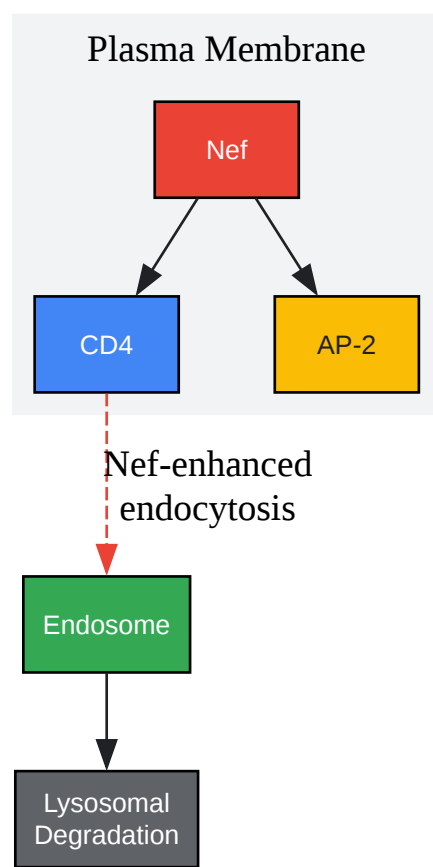 Plasma Membrane
Nef
CD4
AP-2
Nef-enhanced
endocytosis
Endosome
Lysosomal
Degradation